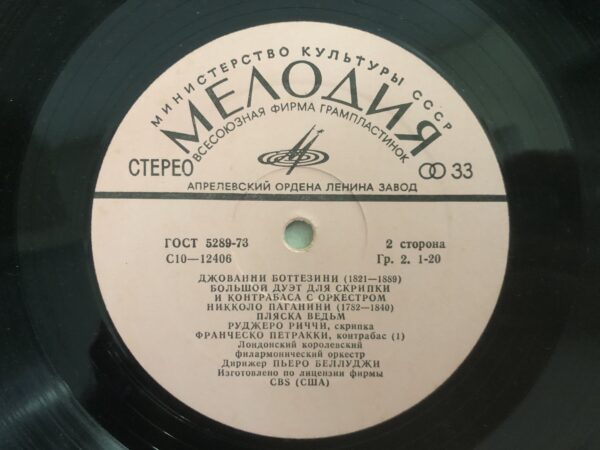 МИНИСТЕРСТВО КУЛЬТУРЫ СССР
МЕЛОДИЯ
ВСЕСОЮЗНАЯ ФИРМА ГРАМПЛАСТИНОК
СТЕРЕО 33
АПРЕЛЕВСКИЙ ОРДЕНА ЛЕНИНА ЗАВОД
ГОСТ 5289-73 2 сторона
С10—12406 Гр. 2. 1-20
ДЖОВАННИ БОТТЕЗИНИ (1821—1889)
БОЛЬШОЙ ДУЭТ ДЛЯ СКРИПКИ
И КОНТРАБАСА С ОРКЕСТРОМ
НИККОЛО ПАГАНИНИ (1782—1840)
ПЛЯСКА ВЕДЬМ
РУДЖЕРО РИЧЧИ, скрипка
ФРАНЧЕСКО ПЕТРАККИ, контрабас (1)
Лондонский королевский
филармонический оркестр
Дирижер ПЬЕРО БЕЛЛУДЖИ
Изготовлено по лицензии фирмы
CBS (США)